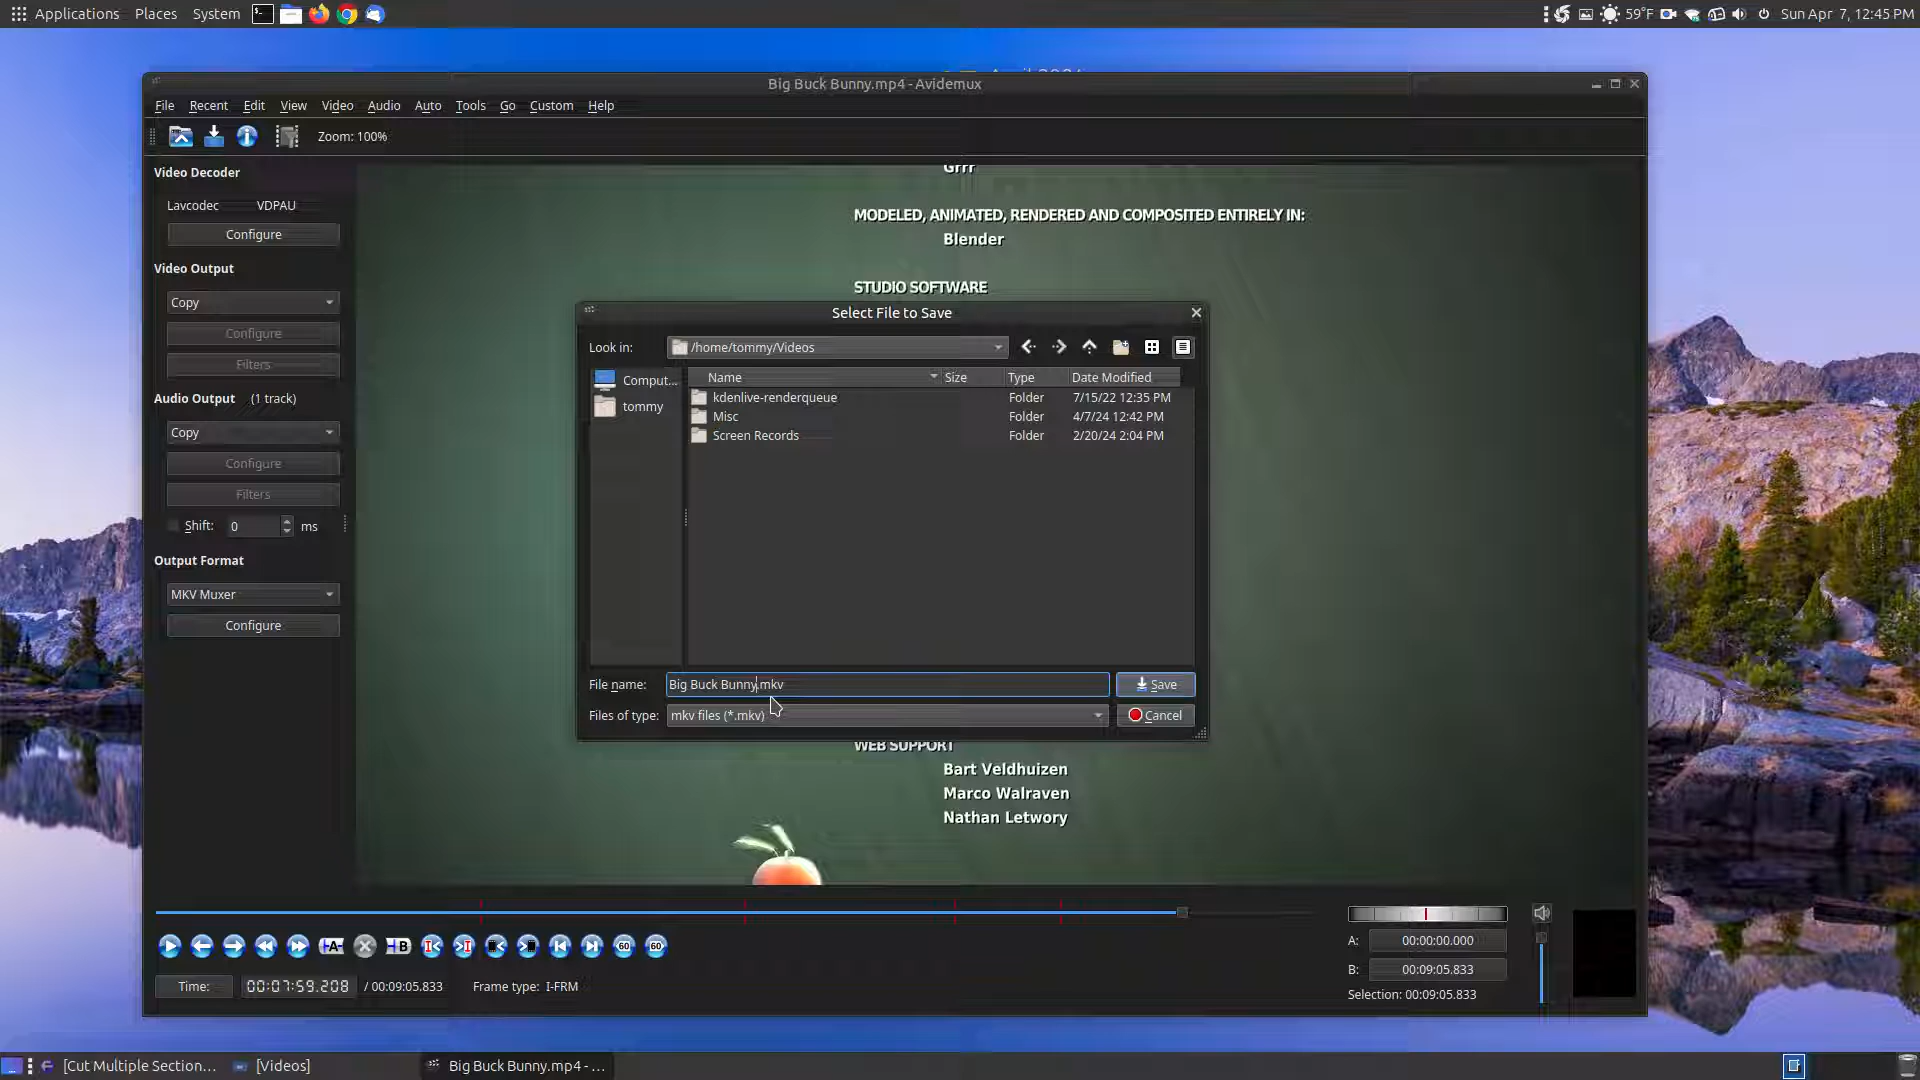 Applications Places System
59°F
Sun Apr 7, 12:45 PM
Big Buck Bunny.mp4 - Avidemux
File Recent Edit View Video Audio Auto Tools Go Custom Help
Zoom: 100%
Video Decoder
Lavcodec VDPAU
Configure
Video Output
Copy
Configure
Filters
Audio Output (1 track)
Copy
Configure
Filters
Shift: 0 ms
Output Format
MKV Muxer
Configure
Grrr
MODELED, ANIMATED, RENDERED AND COMPOSITED ENTIRELY IN:
Blender
STUDIO SOFTWARE
Select File to Save
Look in: /home/tommy/Videos
Comput...
tommy
Name Size Type Date Modified
kdenlive-renderqueue Folder 7/15/22 12:35 PM
Misc Folder 4/7/24 12:42 PM
Screen Records Folder 2/20/24 2:04 PM
File name: Big Buck Bunny.mkv Save
Files of type: mkv files (*.mkv) Cancel
WEB SUPPORT
Bart Veldhuizen
Marco Walraven
Nathan Letwory
A B 60 60
Time: 00:07:59.208 / 00:09:05.833 Frame type: I-FRM
A: 00:00:00.000
B: 00:09:05.833
Selection: 00:09:05.833
[Cut Multiple Section... [Videos] Big Buck Bunny.mp4 - ...